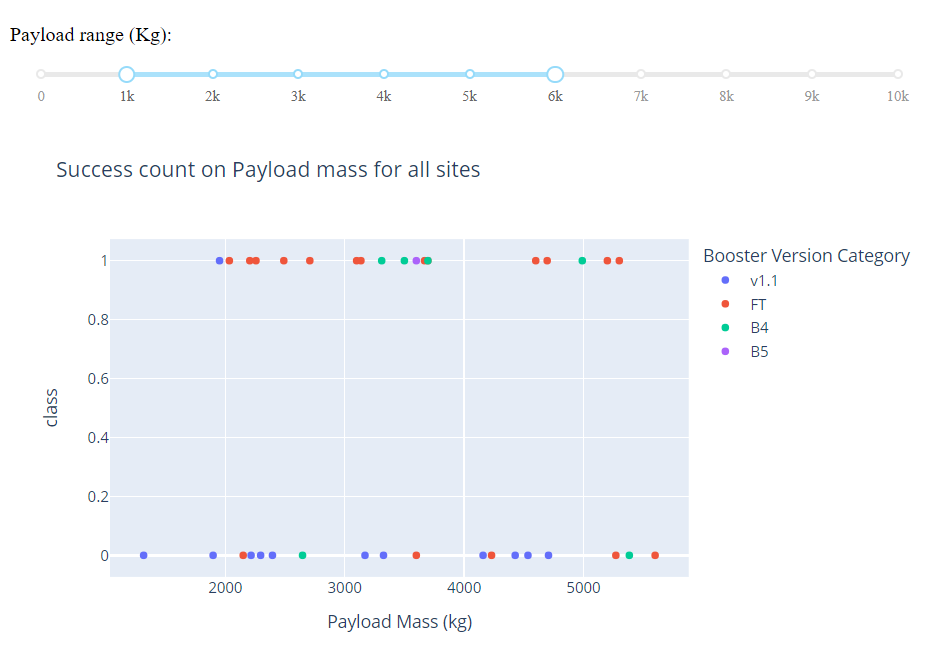 Payload range (Kg):
0 1k 2k 3k 4k 5k 6k 7k 8k 9k 10k
Success count on Payload mass for all sites
Booster Version Category
v1.1
FT
B4
B5
1
0.8
0.6
0.4
0.2
0
class
2000 3000 4000 5000
Payload Mass (kg)